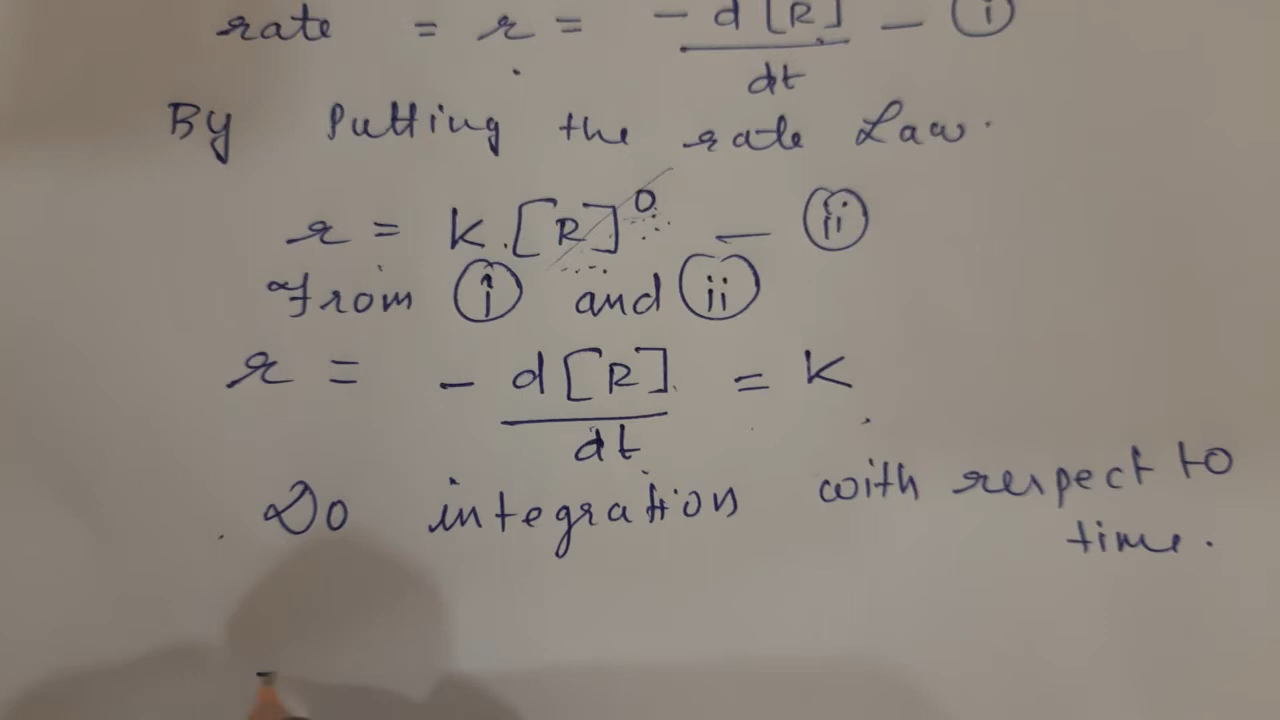 rate = r = - d[R] / dt - (i)
By Putting the rate Law.
r = K.[R]⁰ - (ii)
From (i) and (ii)
r = - d[R] / dt = K
Do integration with respect to
time.